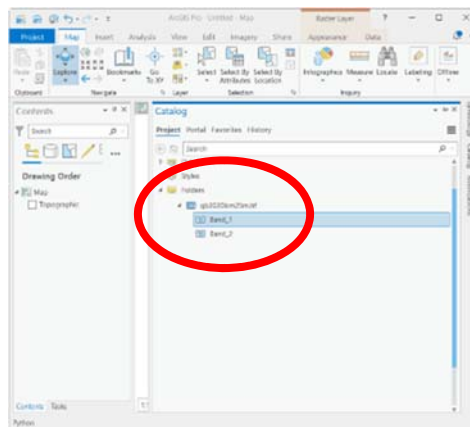 ArcGIS Pro - Untitled - Map
Raster Layer
?
Project Map Insert Analysis View Edit Imagery Share Appearance Data
Paste Explore Bookmarks Go To XY Select Select By Attributes Select By Location Infographics Measure Locate Labeling Offline
Clipboard Navigate Layer Selection Inquiry
Contents
Search
Drawing Order
Map
Topographic
Catalog
Project Portal Favorites History
Search
Styles
Folders
Band_1
Band_2
Contents Tasks
Python